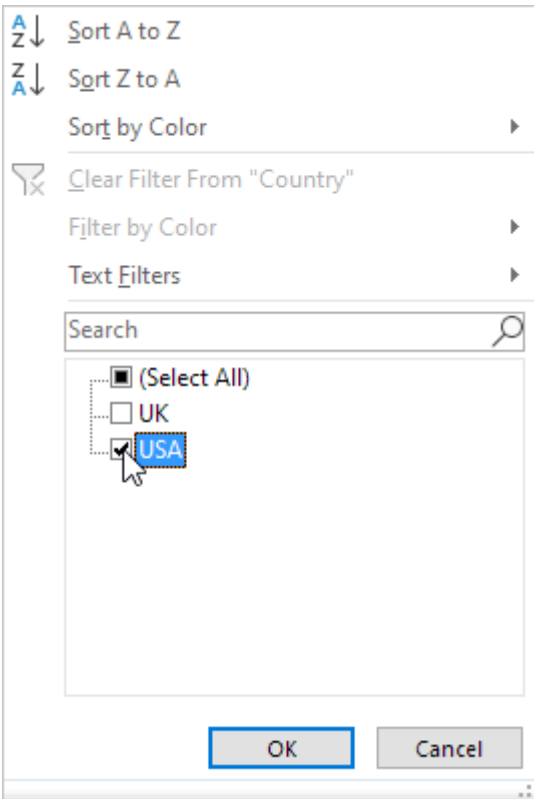 Sort A to Z
Sort Z to A
Sort by Color
Clear Filter From "Country"
Filter by Color
Text Filters
Search
(Select All)
UK
USA
OK Cancel